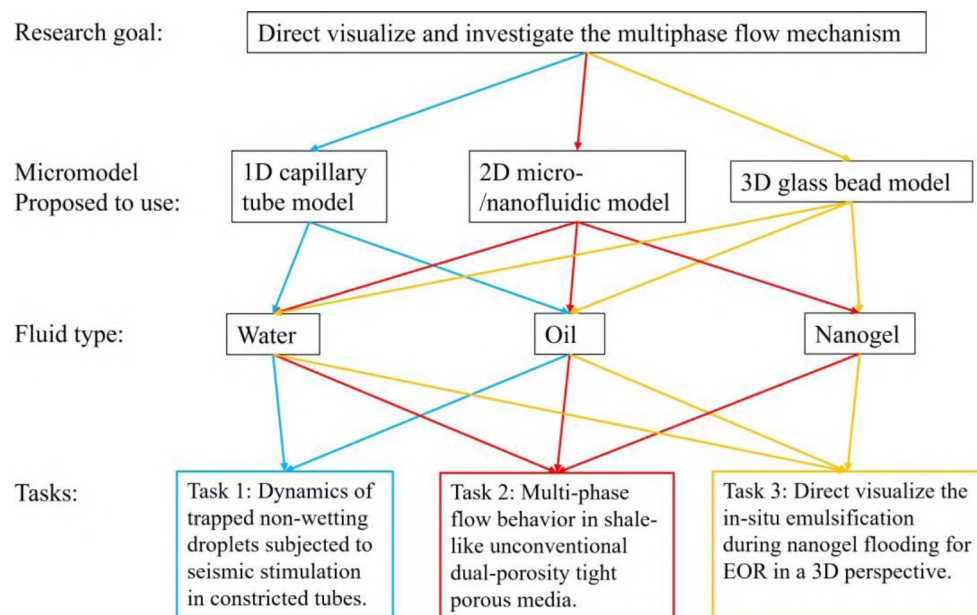 Research goal:
Direct visualize and investigate the multiphase flow mechanism
Micromodel
Proposed to use:
1D capillary
tube model
2D micro-
/nanofluidic model
3D glass bead model
Fluid type:
Water
Oil
Nanogel
Tasks:
Task 1: Dynamics of
trapped non-wetting
droplets subjected to
seismic stimulation
in constricted tubes.
Task 2: Multi-phase
flow behavior in shale-
like unconventional
dual-porosity tight
porous media.
Task 3: Direct visualize the
in-situ emulsification
during nanogel flooding for
EOR in a 3D perspective.